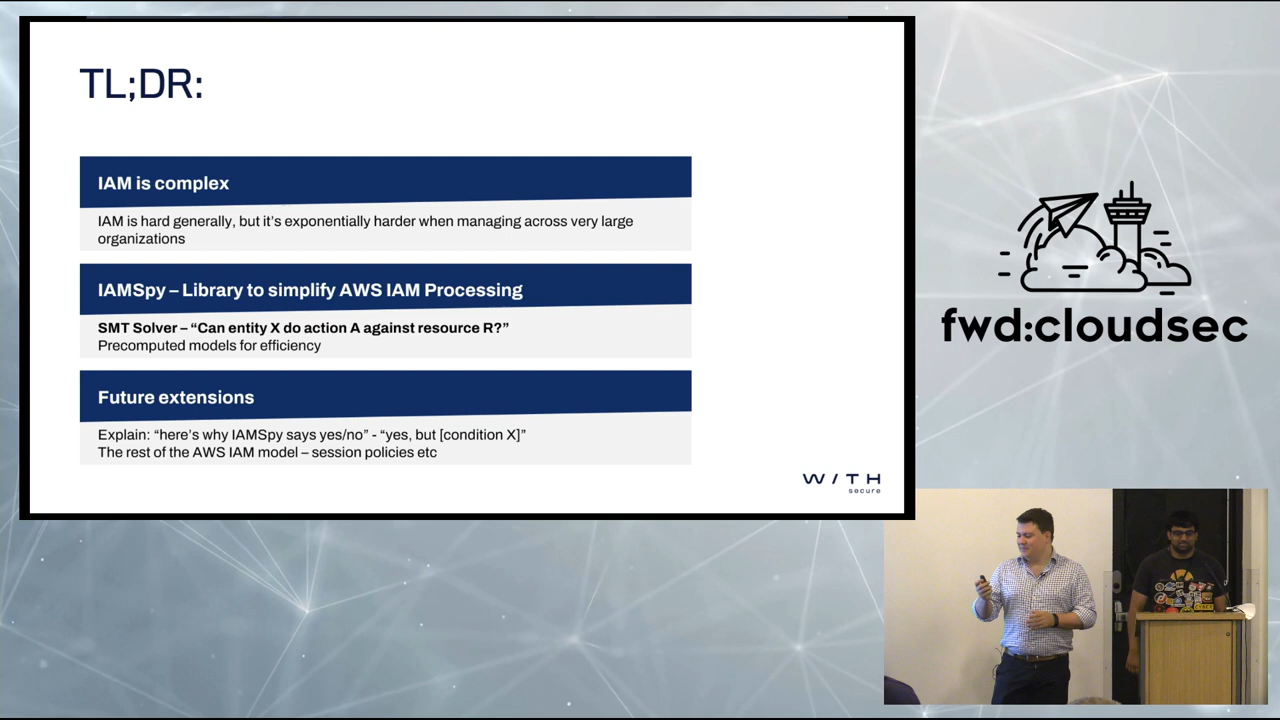 TL;DR:
IAM is complex
IAM is hard generally, but it's exponentially harder when managing across very large
organizations
IAMSpy – Library to simplify AWS IAM Processing
SMT Solver – “Can entity X do action A against resource R?”
Precomputed models for efficiency
Future extensions
Explain: “here's why IAMSpy says yes/no” - “yes, but [condition X]”
The rest of the AWS IAM model – session policies etc
W / T H
secure
fwd:cloudsec